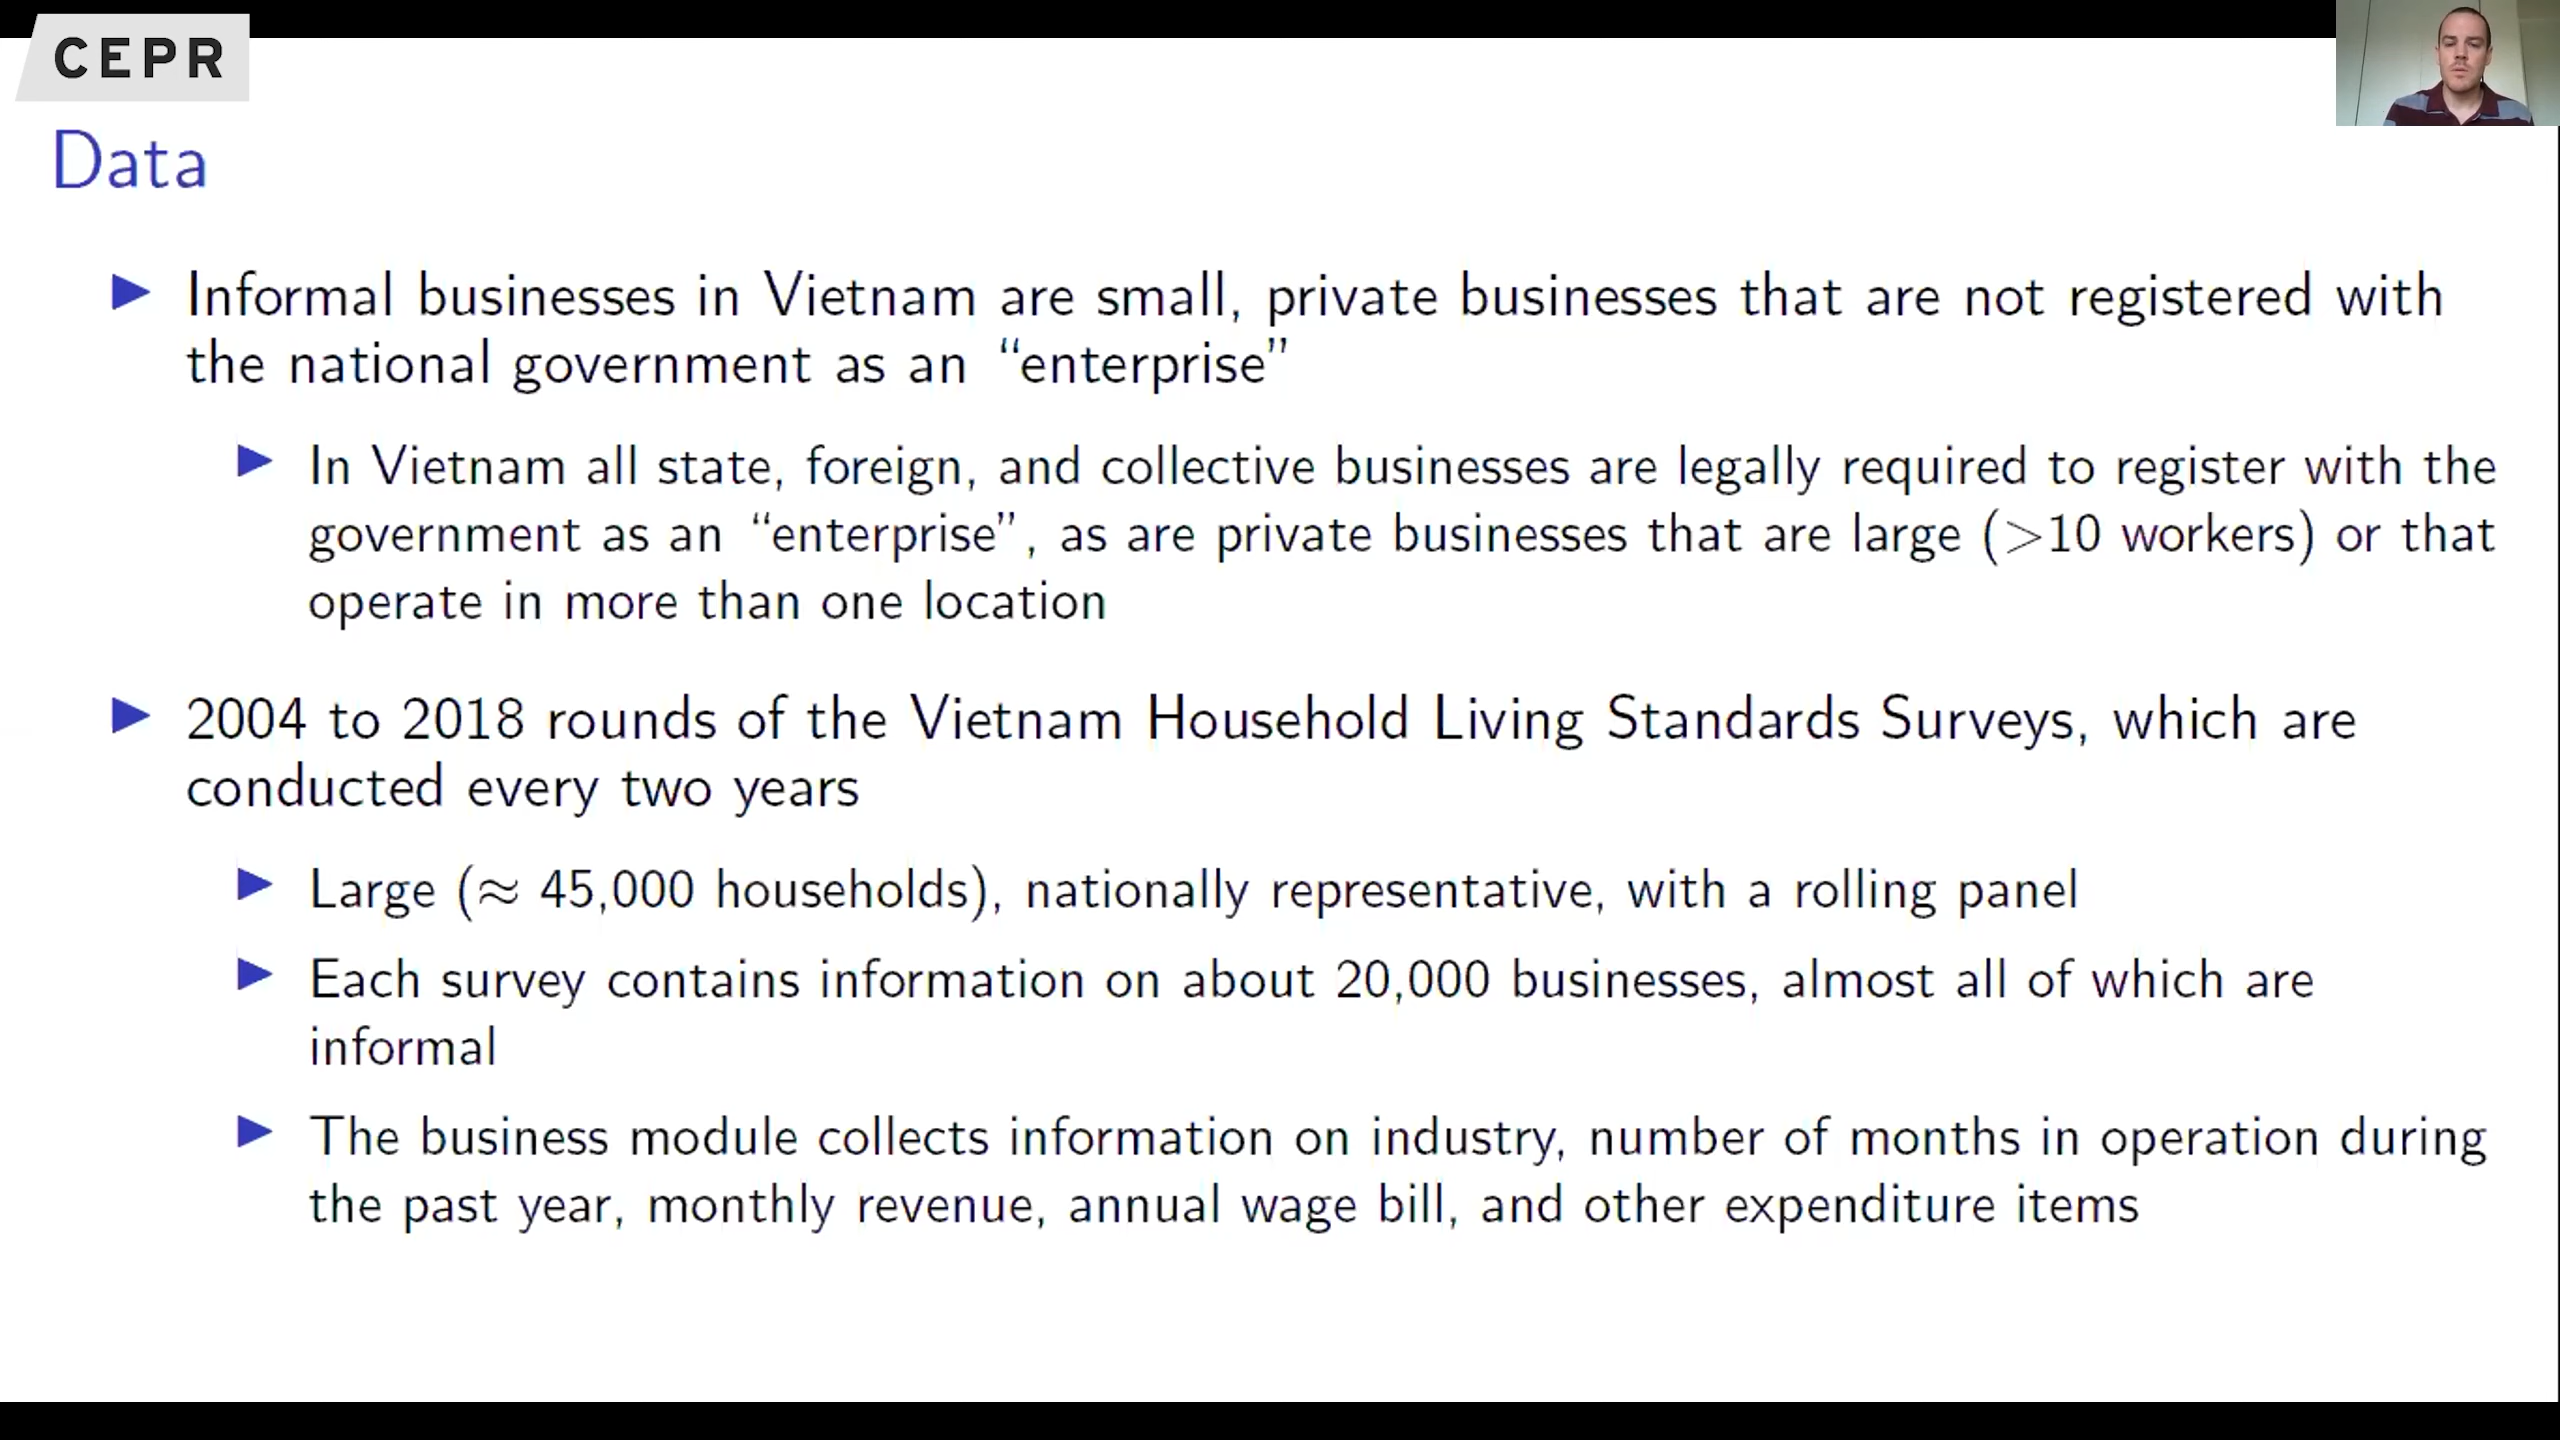 CEPR
Data
Informal businesses in Vietnam are small, private businesses that are not registered with
the national government as an “enterprise”
In Vietnam all state, foreign, and collective businesses are legally required to register with the
government as an “enterprise”, as are private businesses that are large (>10 workers) or that
operate in more than one location
2004 to 2018 rounds of the Vietnam Household Living Standards Surveys, which are
conducted every two years
Large (≈ 45,000 households), nationally representative, with a rolling panel
Each survey contains information on about 20,000 businesses, almost all of which are
informal
The business module collects information on industry, number of months in operation during
the past year, monthly revenue, annual wage bill, and other expenditure items